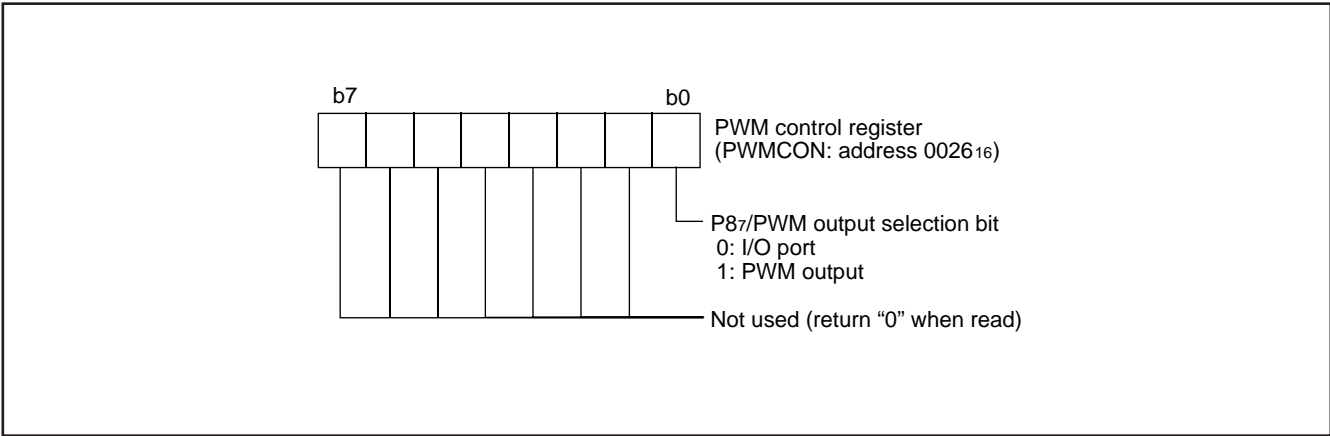 b7 b0
PWM control register
(PWMCON: address 002616)
P87/PWM output selection bit
0: I/O port
1: PWM output
Not used (return “0” when read)